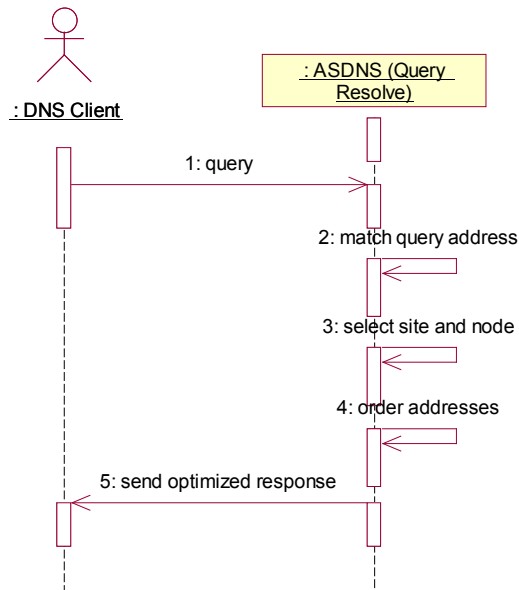 : DNS Client
: ASDNS (Query
Resolve)
1: query
2: match query address
3: select site and node
4: order addresses
5: send optimized response